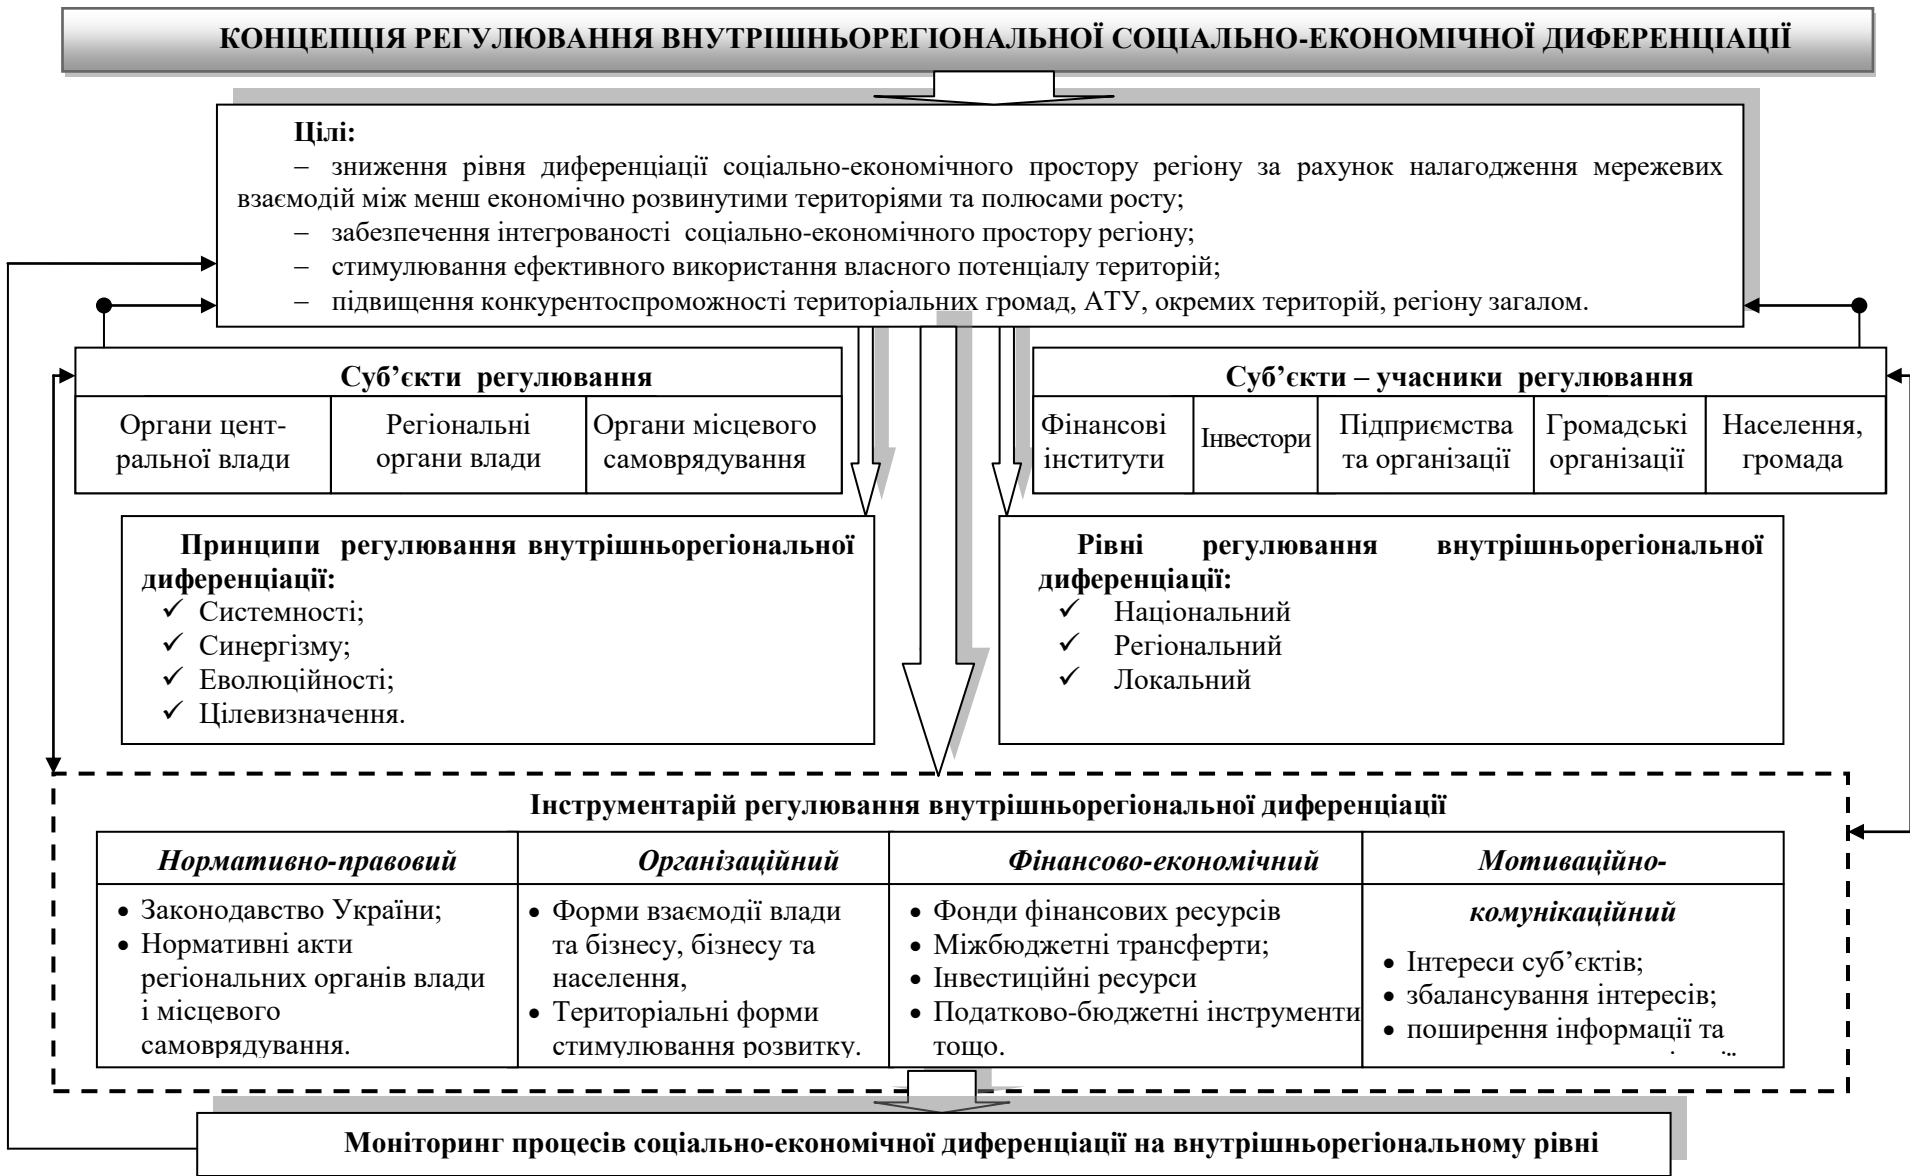 КОНЦЕПЦІЯ РЕГУЛЮВАННЯ ВНУТРІШНЬОРЕГІОНАЛЬНОЇ СОЦІАЛЬНО-ЕКОНОМІЧНОЇ ДИФЕРЕНЦІАЦІЇ
Цілі:
– зниження рівня диференціації соціально-економічного простору регіону за рахунок налагодження мережевих
взаємодій між менш економічно розвинутими територіями та полюсами росту;
– забезпечення інтегрованості соціально-економічного простору регіону;
– стимулювання ефективного використання власного потенціалу територій;
– підвищення конкурентоспроможності територіальних громад, АТУ, окремих територій, регіону загалом.
Суб’єкти регулювання
Органи цент-
ральної влади
Регіональні
органи влади
Органи місцевого
самоврядування
Суб’єкти – учасники регулювання
Фінансові
інститути
Інвестори
Підприємства
та організації
Громадські
організації
Населення,
громада
Принципи регулювання внутрішньорегіональної
диференціації:
✓ Системності;
✓ Синергізму;
✓ Еволюційності;
✓ Цілевизначення.
Рівні регулювання внутрішньорегіональної
диференціації:
✓ Національний
✓ Регіональний
✓ Локальний
Інструментарій регулювання внутрішньорегіональної диференціації
Нормативно-правовий
• Законодавство України;
• Нормативні акти
регіональних органів влади
і місцевого
самоврядування.
Організаційний
• Форми взаємодії влади
та бізнесу, бізнесу та
населення,
• Територіальні форми
стимулювання розвитку.
Фінансово-економічний
• Фонди фінансових ресурсів
• Міжбюджетні трансферти;
• Інвестиційні ресурси
• Податково-бюджетні інструменти
тощо.
Мотиваційно-
комунікаційний
• Інтереси суб’єктів;
• збалансування інтересів;
• поширення інформації та
Моніторинг процесів соціально-економічної диференціації на внутрішньорегіональному рівні